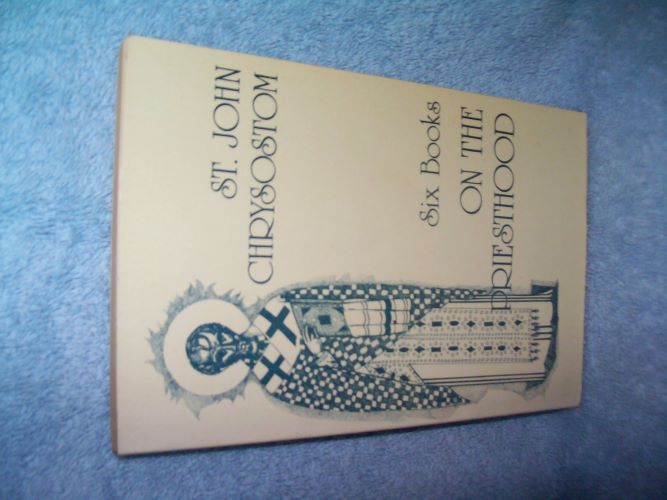 ST. JOHN
CHRYSOSTOM
Six Books
ON THE
PRIESTHOOD